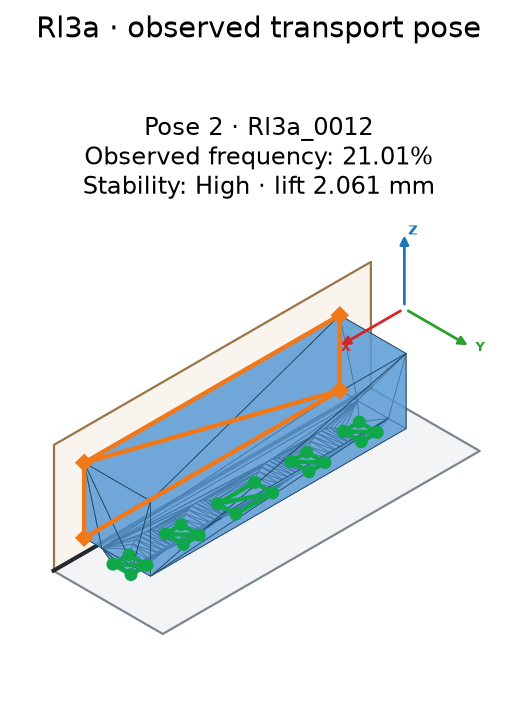 Rl3a · observed transport pose
Pose 2 · Rl3a_0012
Observed frequency: 21.01%
Stability: High · lift 2.061 mm
Z
X
Y